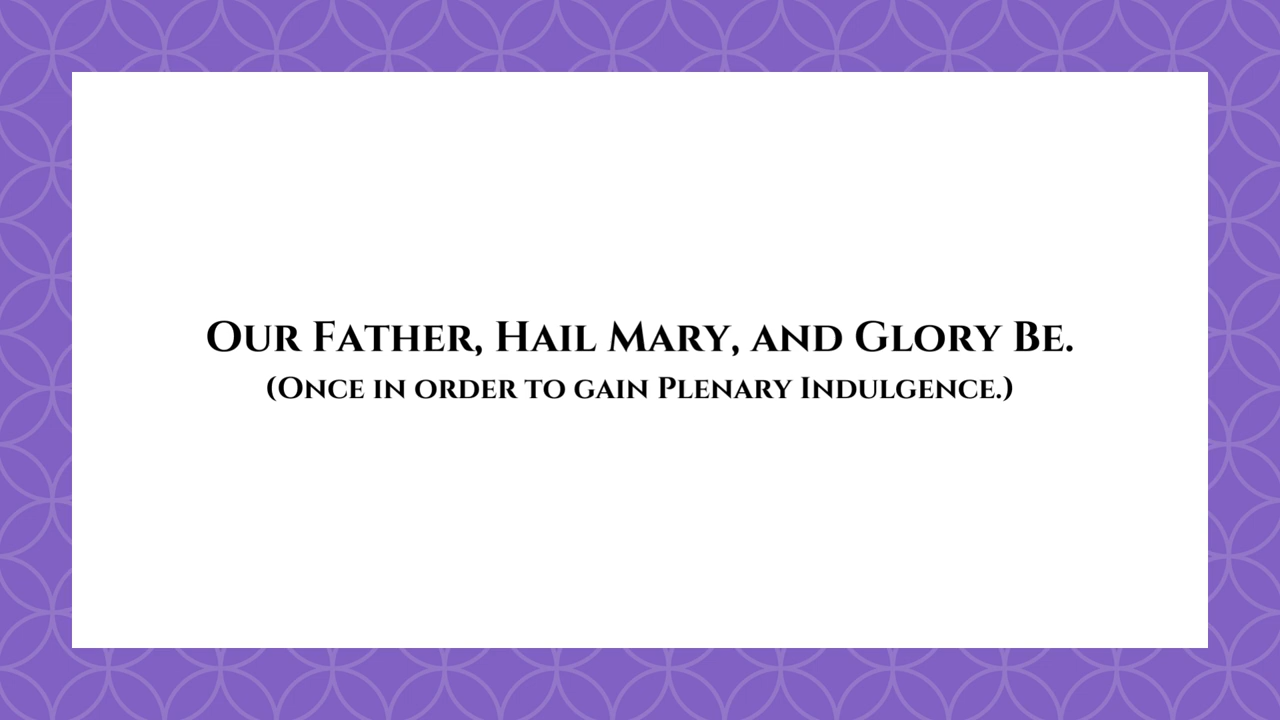 Our Father, Hail Mary, and Glory Be.
(Once in order to gain Plenary Indulgence.)